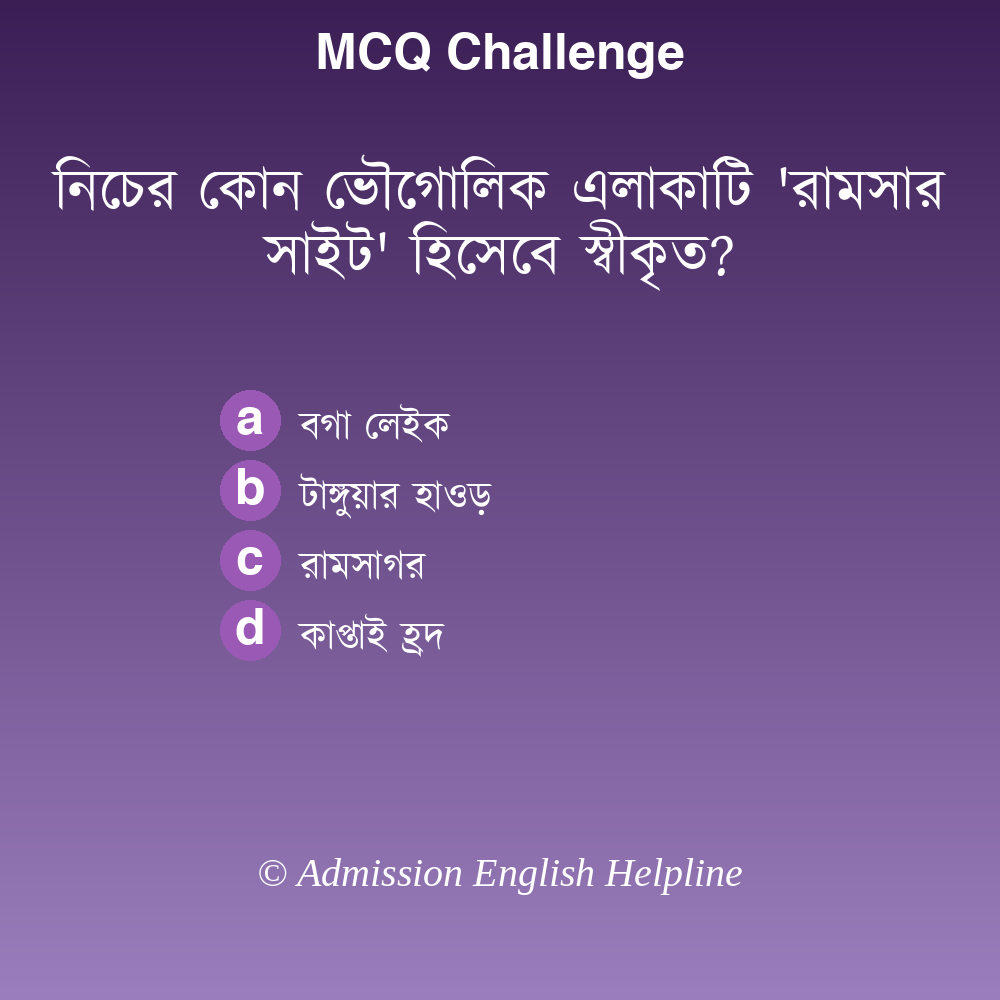 MCQ Challenge
নিচের কোন ভৌগোলিক এলাকাটি 'রামসার
সাইট' হিসেবে স্বীকৃত?
a বগা লেইক
b টাঙ্গুয়ার হাওড়
c রামসাগর
d কাপ্তাই হ্রদ
© Admission English Helpline